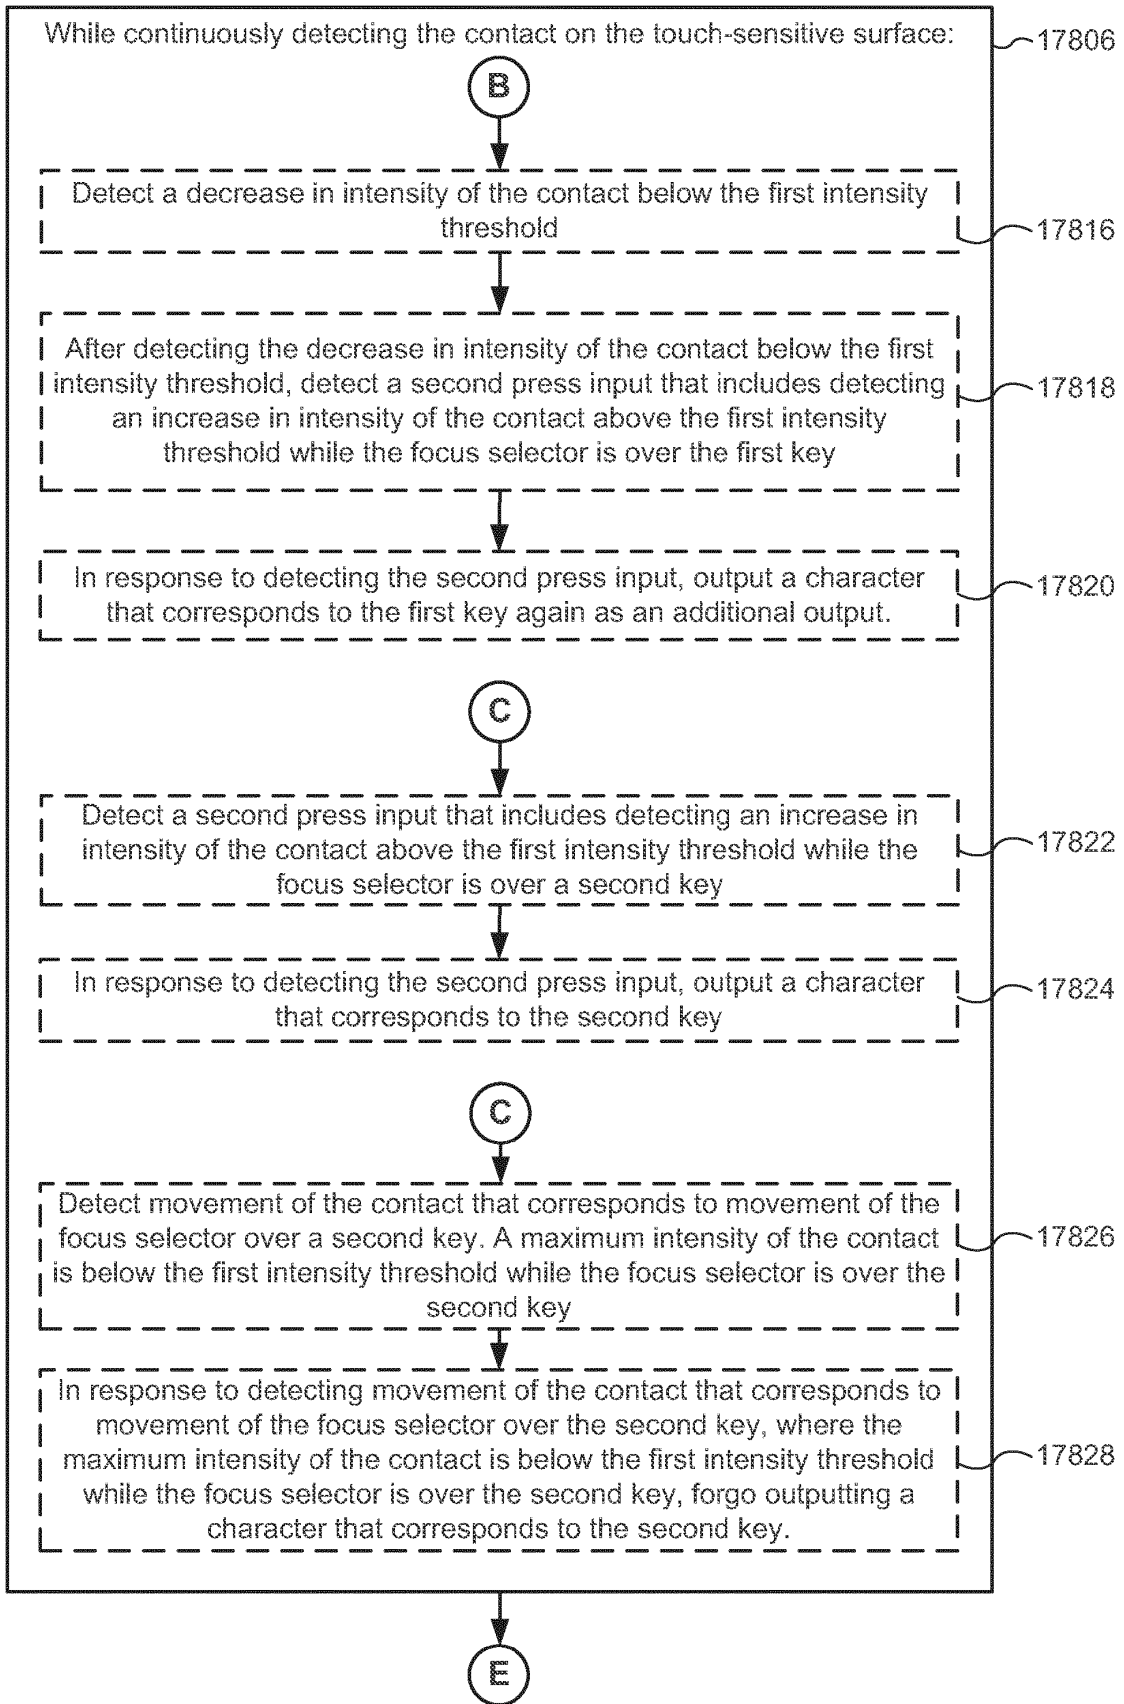 While continuously detecting the contact on the touch-sensitive surface:
17806
B
Detect a decrease in intensity of the contact below the first intensity
threshold
17816
After detecting the decrease in intensity of the contact below the first
intensity threshold, detect a second press input that includes detecting
an increase in intensity of the contact above the first intensity
threshold while the focus selector is over the first key
17818
In response to detecting the second press input, output a character
that corresponds to the first key again as an additional output.
17820
C
Detect a second press input that includes detecting an increase in
intensity of the contact above the first intensity threshold while the
focus selector is over a second key
17822
In response to detecting the second press input, output a character
that corresponds to the second key
17824
C
Detect movement of the contact that corresponds to movement of the
focus selector over a second key. A maximum intensity of the contact
is below the first intensity threshold while the focus selector is over the
second key
17826
In response to detecting movement of the contact that corresponds to
movement of the focus selector over the second key, where the
maximum intensity of the contact is below the first intensity threshold
while the focus selector is over the second key, forgo outputting a
character that corresponds to the second key.
17828
E